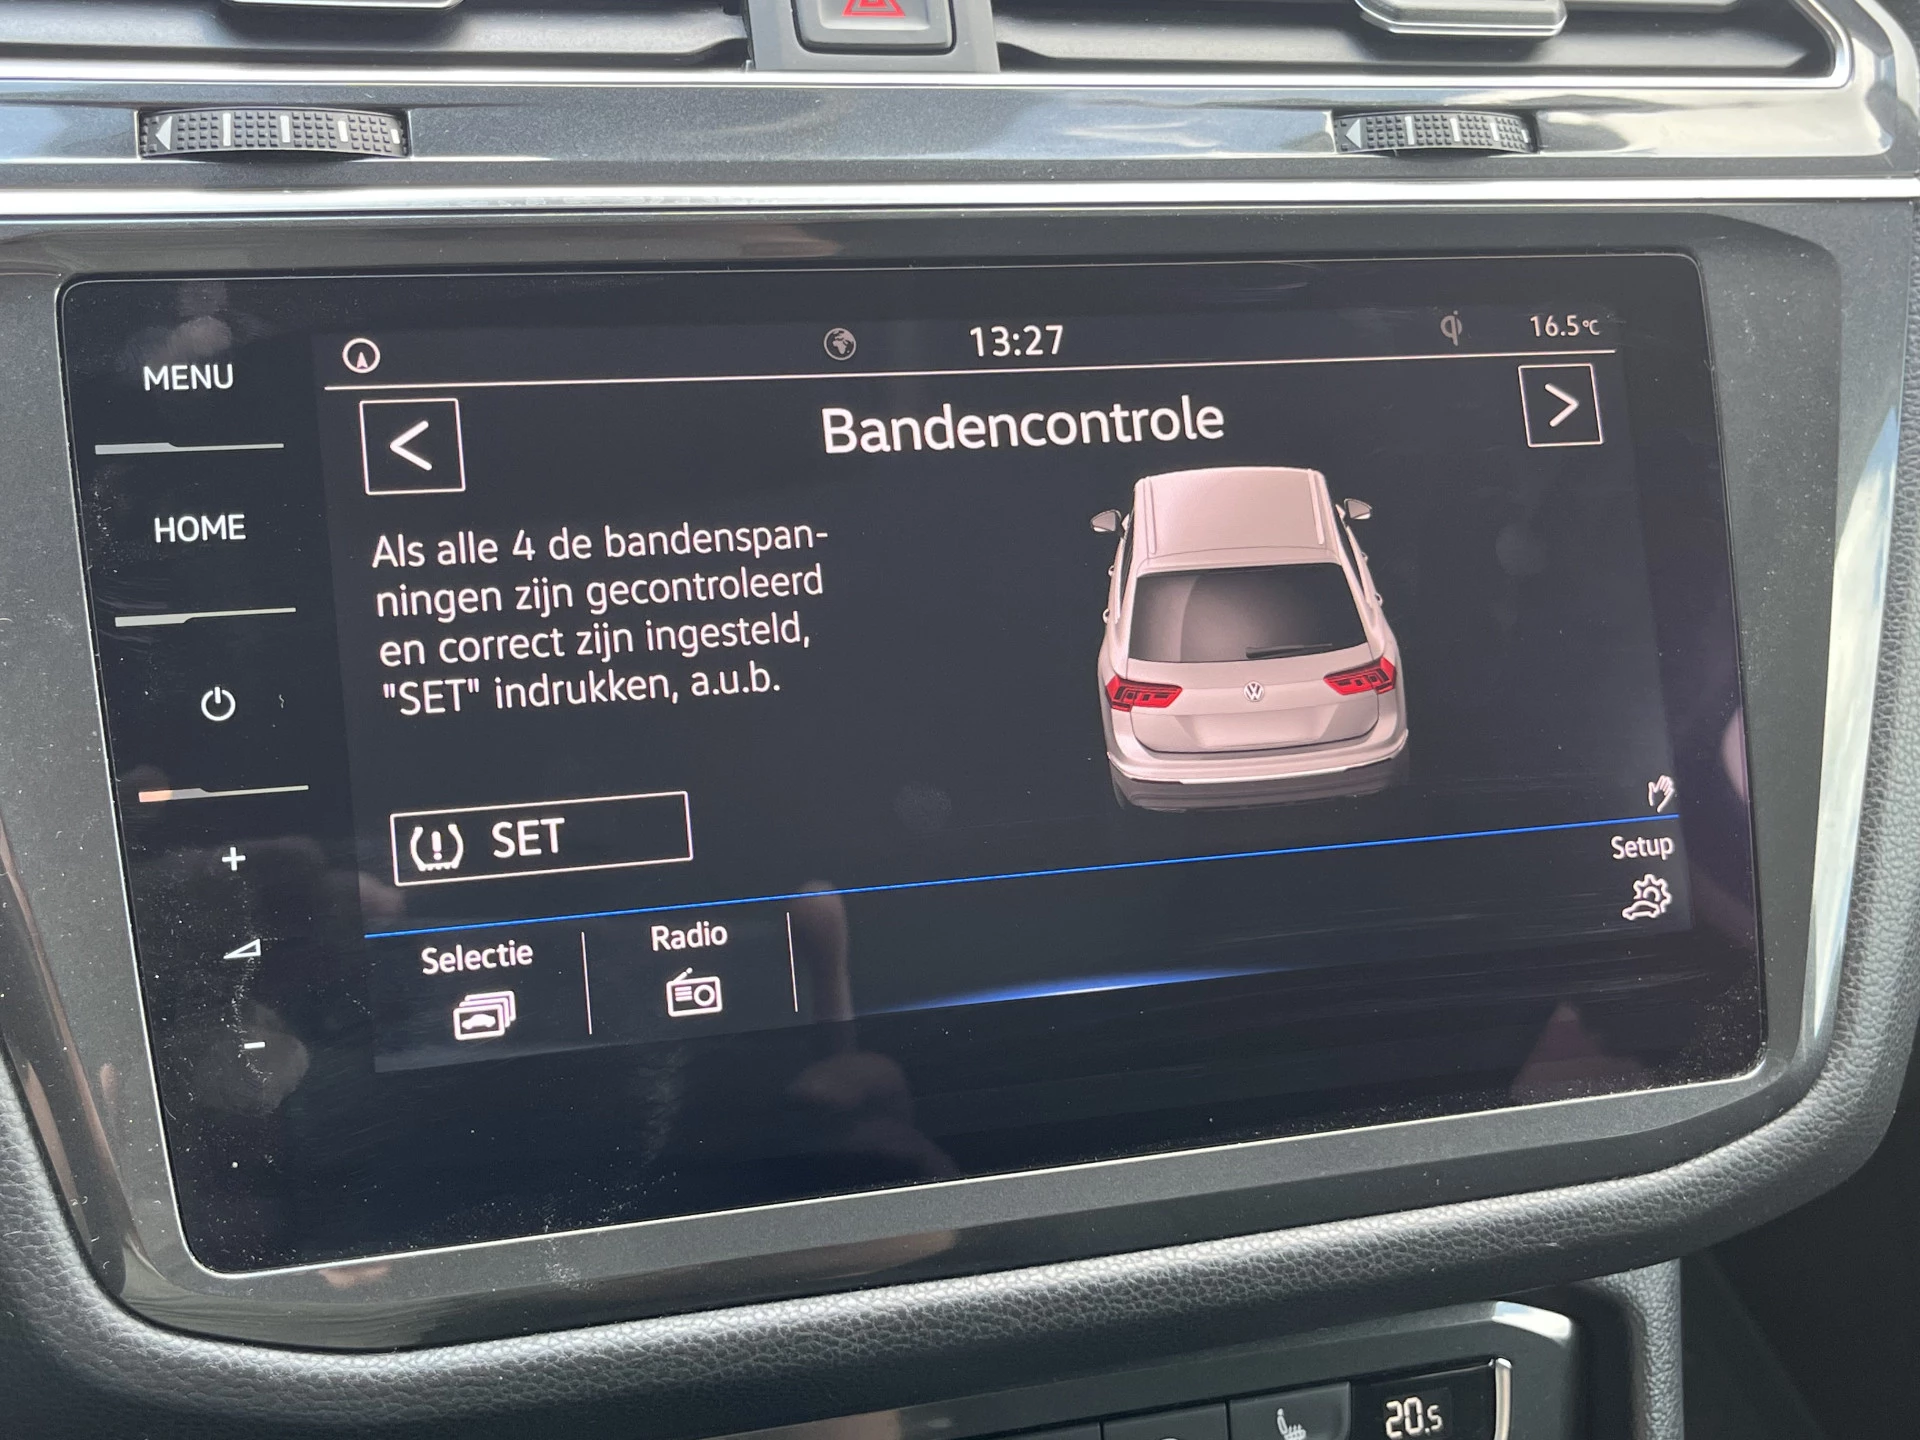 13:27
16.5°C
MENU
HOME
Bandencontrole
Als alle 4 de bandenspan-
ningen zijn gecontroleerd
en correct zijn ingesteld,
"SET" indrukken, a.u.b.
SET
Setup
Selectie
Radio
20.5